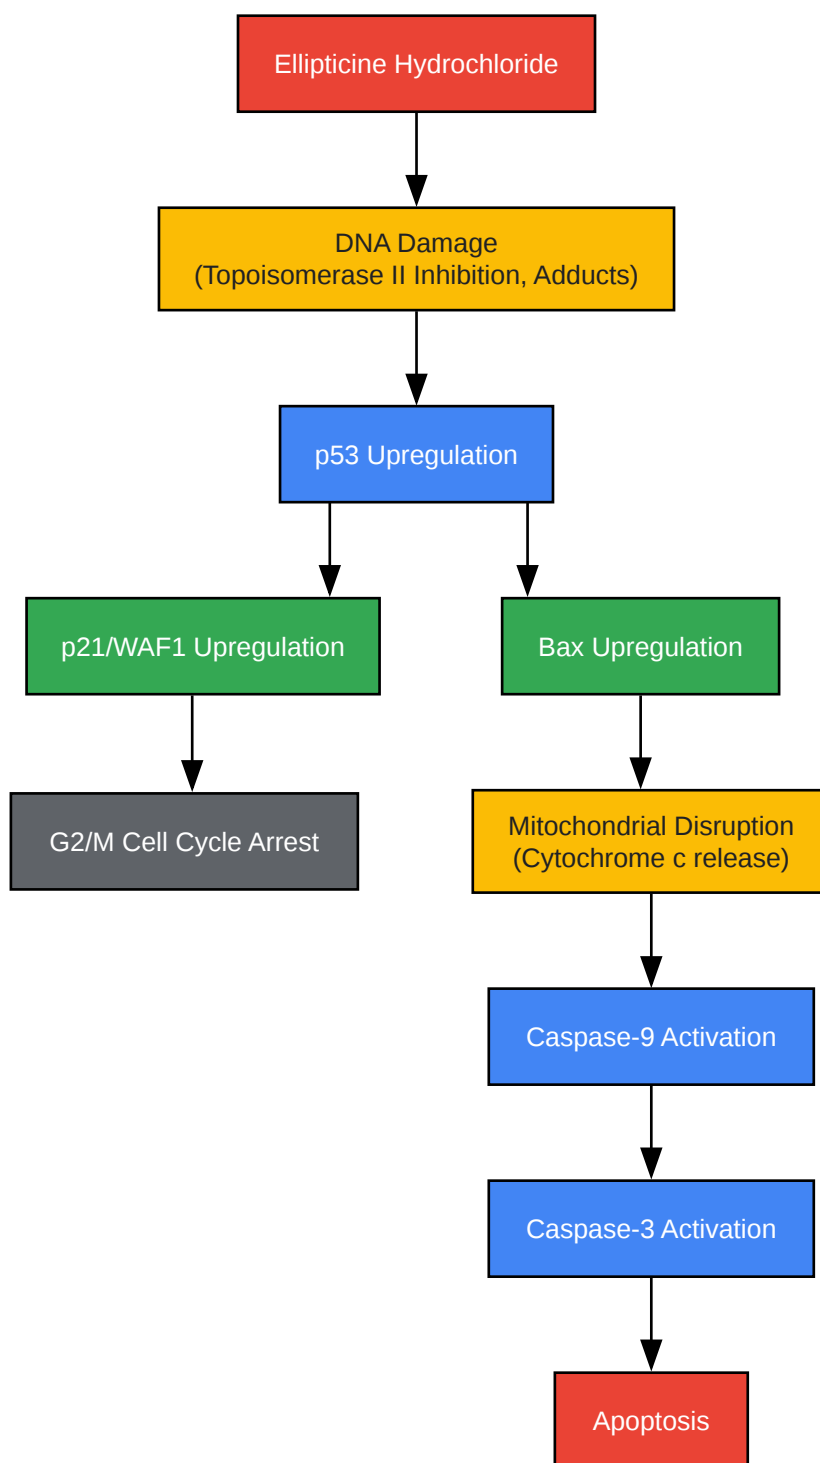 Ellipticine Hydrochloride
DNA Damage
(Topoisomerase II Inhibition, Adducts)
p53 Upregulation
p21/WAF1 Upregulation
Bax Upregulation
G2/M Cell Cycle Arrest
Mitochondrial Disruption
(Cytochrome c release)
Caspase-9 Activation
Caspase-3 Activation
Apoptosis